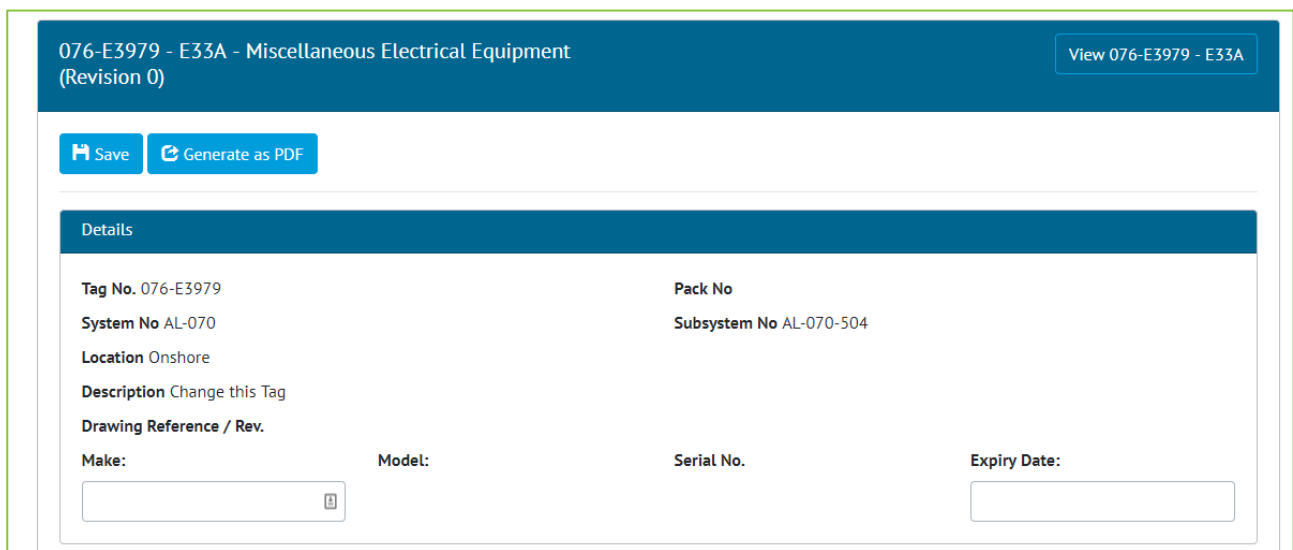 076-E3979 - E33A - Miscellaneous Electrical Equipment
(Revision 0)
View 076-E3979 - E33A
Save
Generate as PDF
Details
Tag No. 076-E3979
Pack No
System No AL-070
Subsystem No AL-070-504
Location Onshore
Description Change this Tag
Drawing Reference / Rev.
Make:
Model:
Serial No.
Expiry Date: